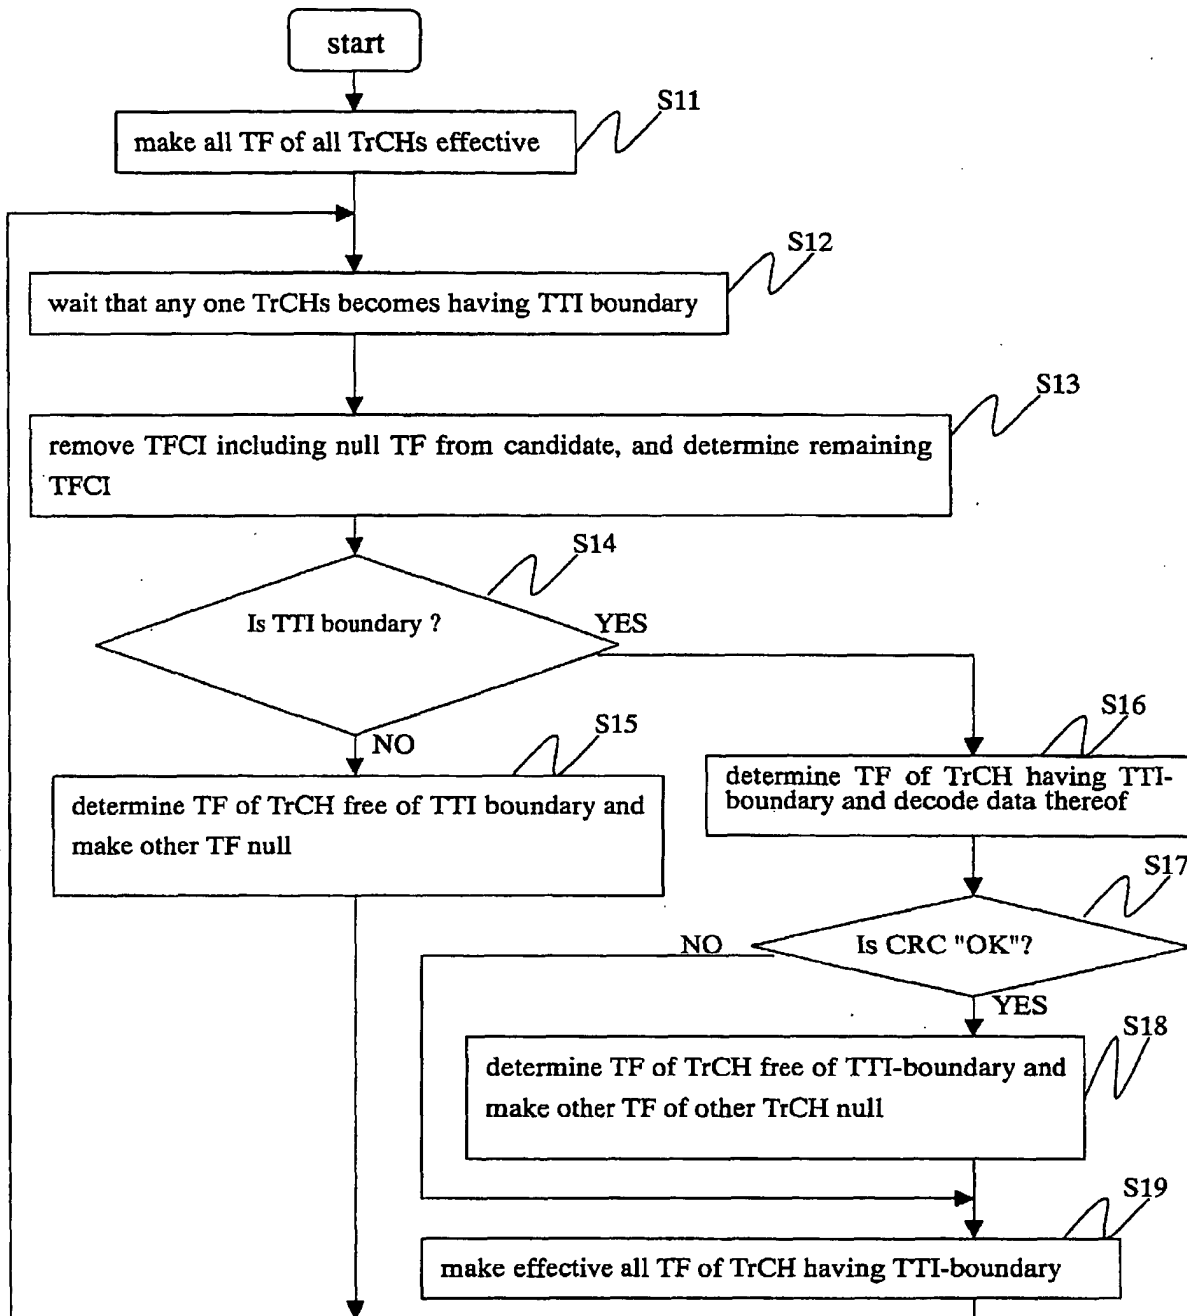 start
S11
make all TF of all TrCHs effective
S12
wait that any one TrCHs becomes having TTI boundary
S13
remove TFCI including null TF from candidate, and determine remaining
TFCI
S14
Is TTI boundary ?
YES
NO
S15
determine TF of TrCH free of TTI boundary and
make other TF null
S16
determine TF of TrCH having TTI-
boundary and decode data thereof
S17
Is CRC "OK"?
NO
YES
S18
determine TF of TrCH free of TTI-boundary and
make other TF of other TrCH null
S19
make effective all TF of TrCH having TTI-boundary